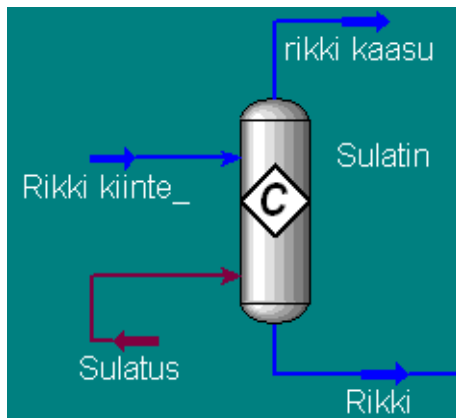 rikki kaasu
Sulatin
Rikki kiinte_
C
Sulatus
Rikki